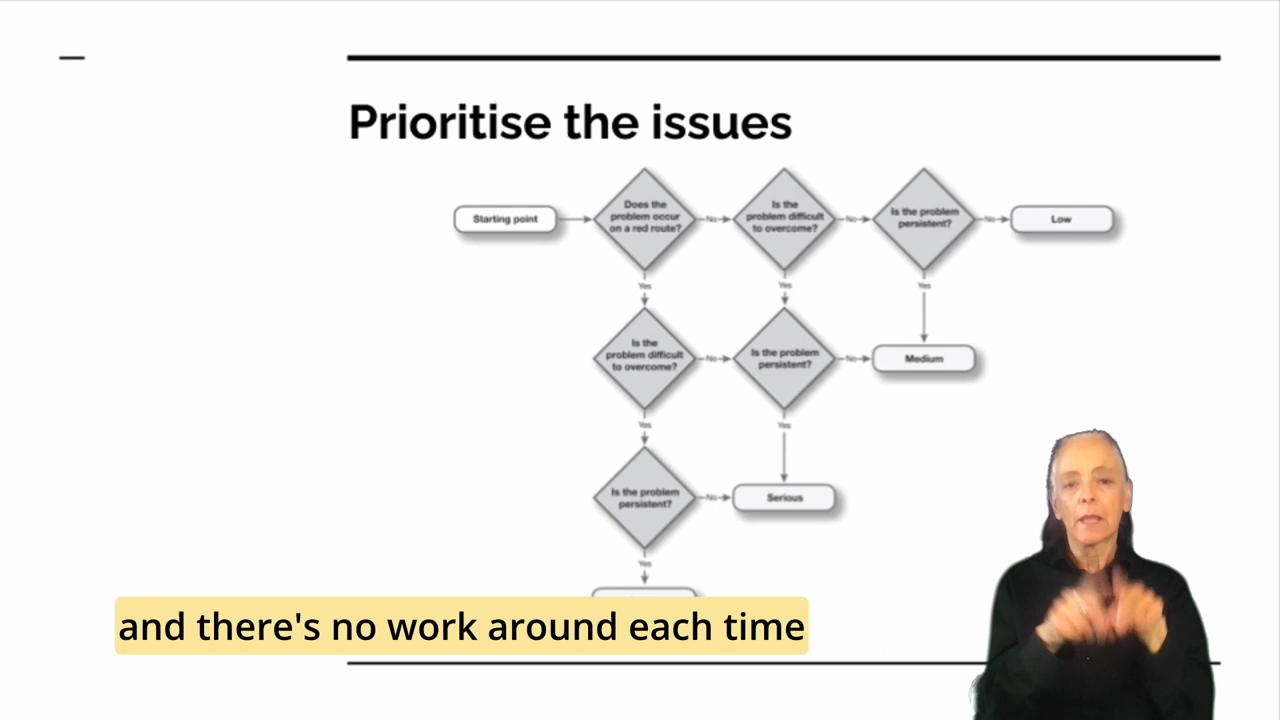 Prioritise the issues
Starting point
Does the
problem occur
on a red route?
No
Is the
problem difficult
to overcome?
No
Is the problem
persistent?
No
Low
Yes
Yes
Yes
Is the
problem difficult
to overcome?
No
Is the problem
persistent?
No
Medium
Yes
Yes
Is the problem
persistent?
No
Serious
Yes
and there's no work around each time